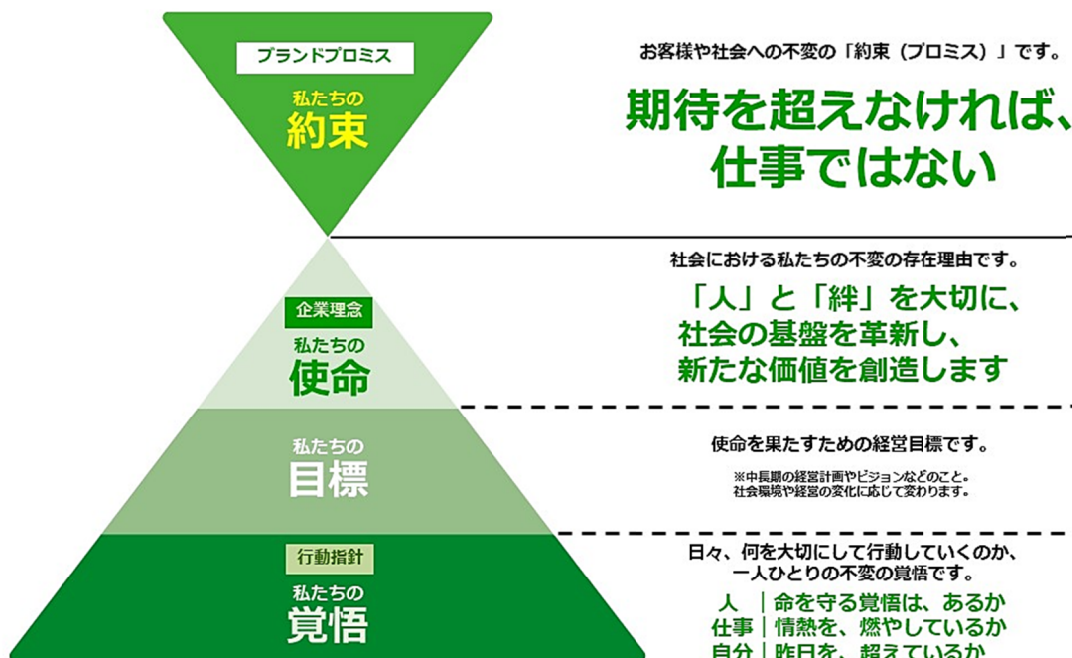 ブランドプロミス
私たちの
約束
お客様や社会への不変の「約束（プロミス）」です。
期待を超えなければ、
仕事ではない
企業理念
私たちの
使命
社会における私たちの不変の存在理由です。
「人」と「絆」を大切に、
社会の基盤を革新し、
新たな価値を創造します
私たちの
目標
使命を果たすための経営目標です。
※中長期の経営計画やビジョンなどのこと。
社会環境や経営の変化に応じて変わります。
行動指針
私たちの
覚悟
日々、何を大切にして行動していくのか、
一人ひとりの不変の覚悟です。
人｜命を守る覚悟は、あるか
仕事｜情熱を、燃やしているか
自分｜昨日を、超えているか